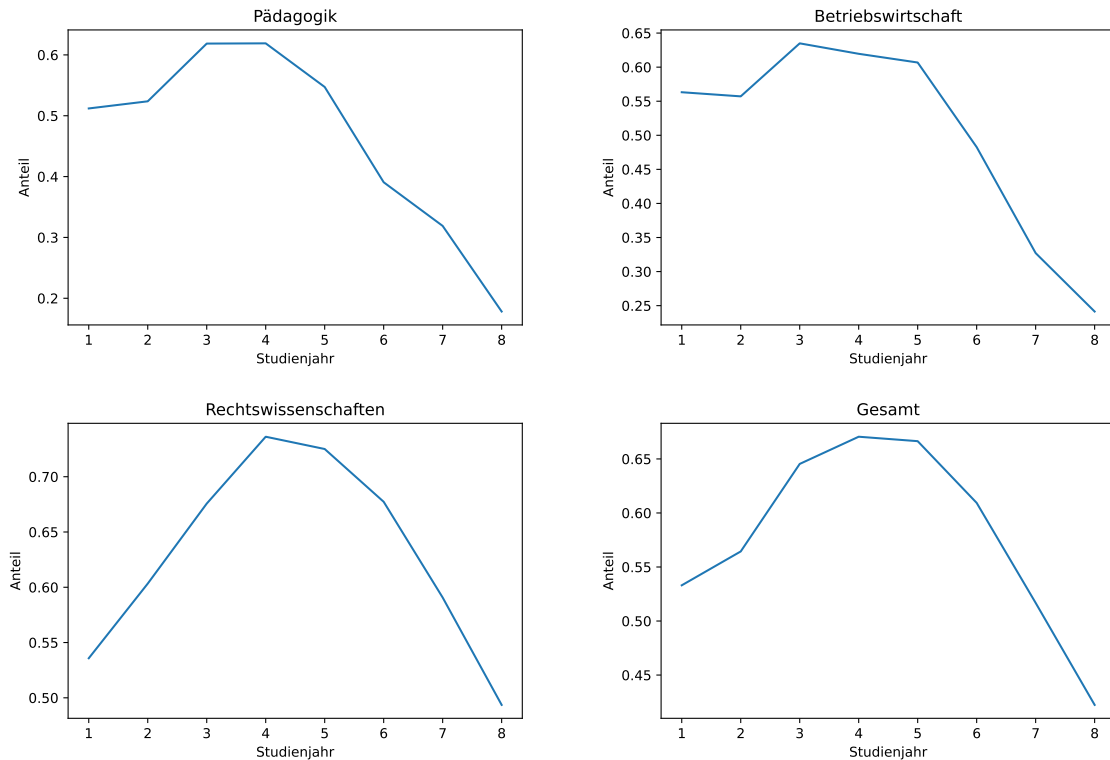 Pädagogik
Anteil
0.6
0.5
0.4
0.3
0.2
1 2 3 4 5 6 7 8
Studienjahr
Betriebswirtschaft
Anteil
0.65
0.60
0.55
0.50
0.45
0.40
0.35
0.30
0.25
1 2 3 4 5 6 7 8
Studienjahr
Rechtswissenschaften
Anteil
0.70
0.65
0.60
0.55
0.50
1 2 3 4 5 6 7 8
Studienjahr
Gesamt
Anteil
0.65
0.60
0.55
0.50
0.45
1 2 3 4 5 6 7 8
Studienjahr